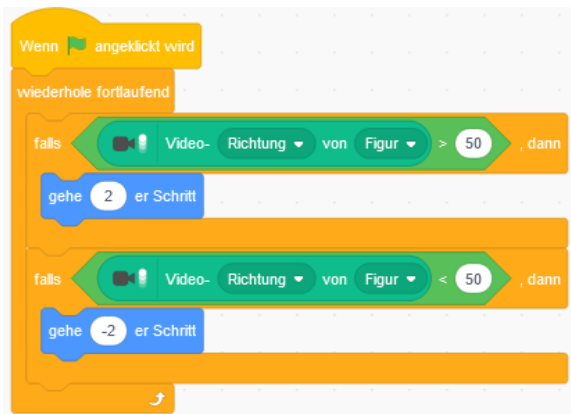 Wenn angeklickt wird
wiederhole fortlaufend
falls Video- Richtung von Figur > 50 , dann
gehe 2 er Schritt
falls Video- Richtung von Figur < 50 , dann
gehe -2 er Schritt